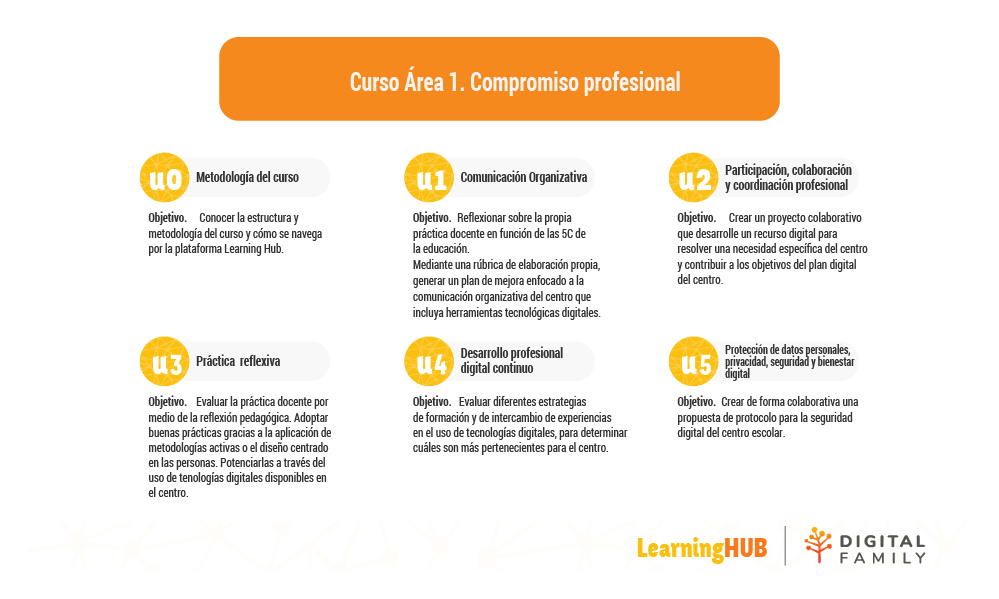 Curso Área 1. Compromiso profesional
u0 Metodología del curso
Objetivo. Conocer la estructura y
metodología del curso y cómo se navega
por la plataforma Learning Hub.
u1 Comunicación Organizativa
Objetivo. Reflexionar sobre la propia
práctica docente en función de las 5C de
la educación.
Mediante una rúbrica de elaboración propia,
generar un plan de mejora enfocado a la
comunicación organizativa del centro que
incluya herramientas tecnológicas digitales.
u2 Participación, colaboración
y coordinación profesional
Objetivo. Crear un proyecto colaborativo
que desarrolle un recurso digital para
resolver una necesidad específica del centro
y contribuir a los objetivos del plan digital
del centro.
u3 Práctica reflexiva
Objetivo. Evaluar la práctica docente por
medio de la reflexión pedagógica. Adoptar
buenas prácticas gracias a la aplicación de
metodologías activas o el diseño centrado
en las personas. Potenciarlas a través del
uso de tenologías digitales disponibles en
el centro.
u4 Desarrollo profesional
digital continuo
Objetivo. Evaluar diferentes estrategias
de formación y de intercambio de experiencias
en el uso de tecnologías digitales, para determinar
cuáles son más pertenecientes para el centro.
u5 Protección de datos personales,
privacidad, seguridad y bienestar
digital
Objetivo. Crear de forma colaborativa una
propuesta de protocolo para la seguridad
digital del centro escolar.
LearningHUB
DIGITAL
FAMILY